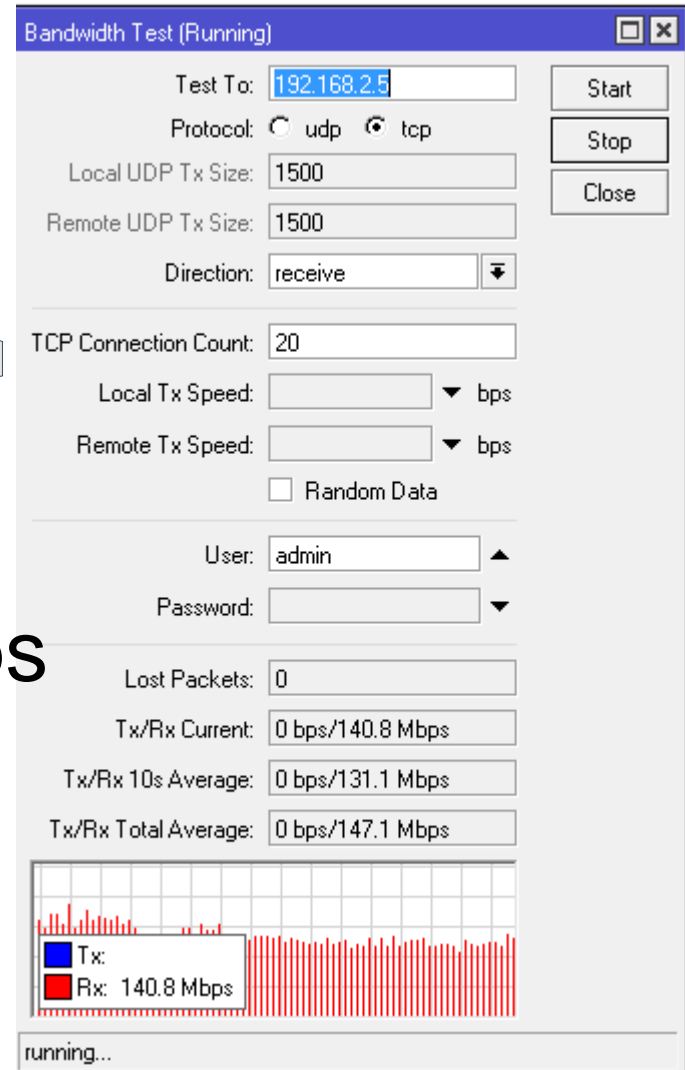 Bandwidth Test (Running)
Test To: 192.168.2.5 Start
Protocol: udp tcp Stop
Local UDP Tx Size: 1500 Close
Remote UDP Tx Size: 1500
Direction: receive
TCP Connection Count: 20
Local Tx Speed: bps
Remote Tx Speed: bps
Random Data
User: admin
Password:
Lost Packets: 0
Tx/Rx Current: 0 bps/140.8 Mbps
Tx/Rx 10s Average: 0 bps/131.1 Mbps
Tx/Rx Total Average: 0 bps/147.1 Mbps
Tx:
Rx: 140.8 Mbps
running...